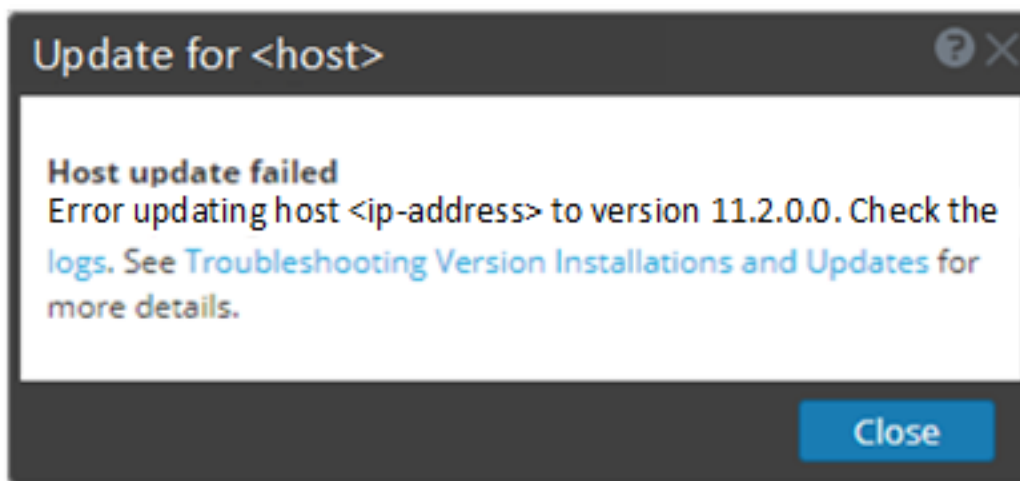 Update for <host>
Host update failed
Error updating host <ip-address> to version 11.2.0.0. Check the
logs. See Troubleshooting Version Installations and Updates for
more details.
Close